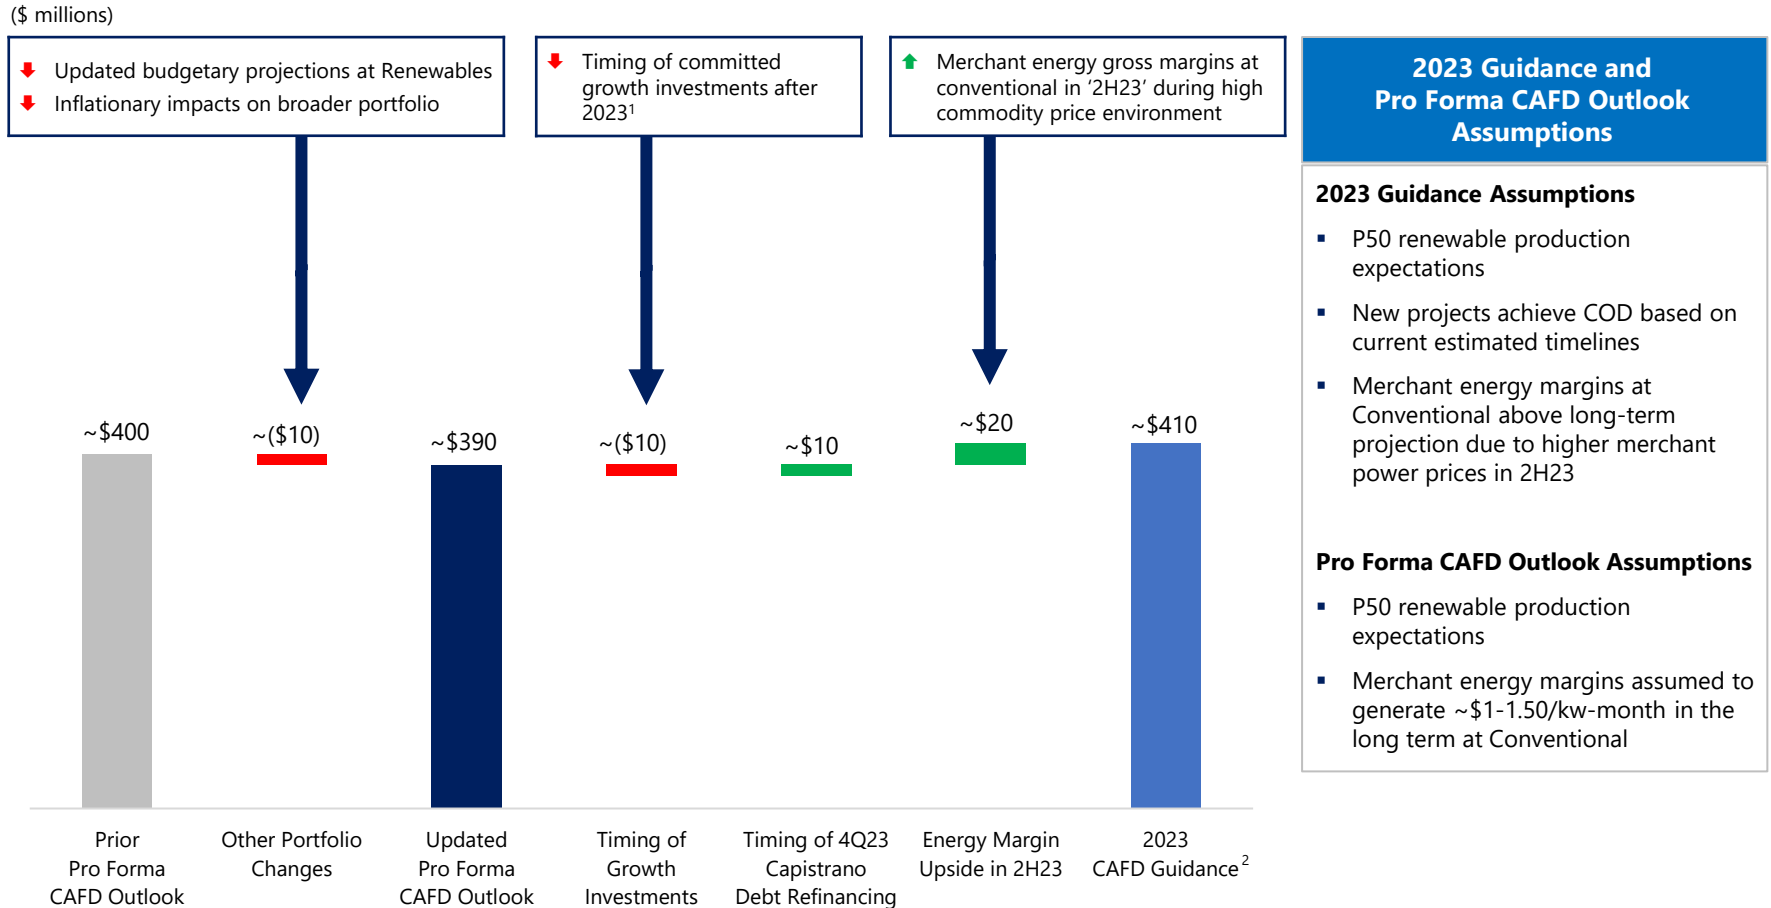 ($ millions)
Updated budgetary projections at Renewables
Inflationary impacts on broader portfolio
Timing of committed
growth investments after
2023¹
Merchant energy gross margins at
conventional in ‘2H23’ during high
commodity price environment
~$400
~($10)
~$390
~($10)
~$10
~$20
~$410
Prior
Pro Forma
CAFD Outlook
Other Portfolio
Changes
Updated
Pro Forma
CAFD Outlook
Timing of
Growth
Investments
Timing of 4Q23
Capistrano
Debt Refinancing
Energy Margin
Upside in 2H23
2023
CAFD Guidance²
2023 Guidance and
Pro Forma CAFD Outlook
Assumptions
2023 Guidance Assumptions
▪ P50 renewable production
expectations
▪ New projects achieve COD based on
current estimated timelines
▪ Merchant energy margins at
Conventional above long-term
projection due to higher merchant
power prices in 2H23
Pro Forma CAFD Outlook Assumptions
▪ P50 renewable production
expectations
▪ Merchant energy margins assumed to
generate ~$1-1.50/kw-month in the
long term at Conventional